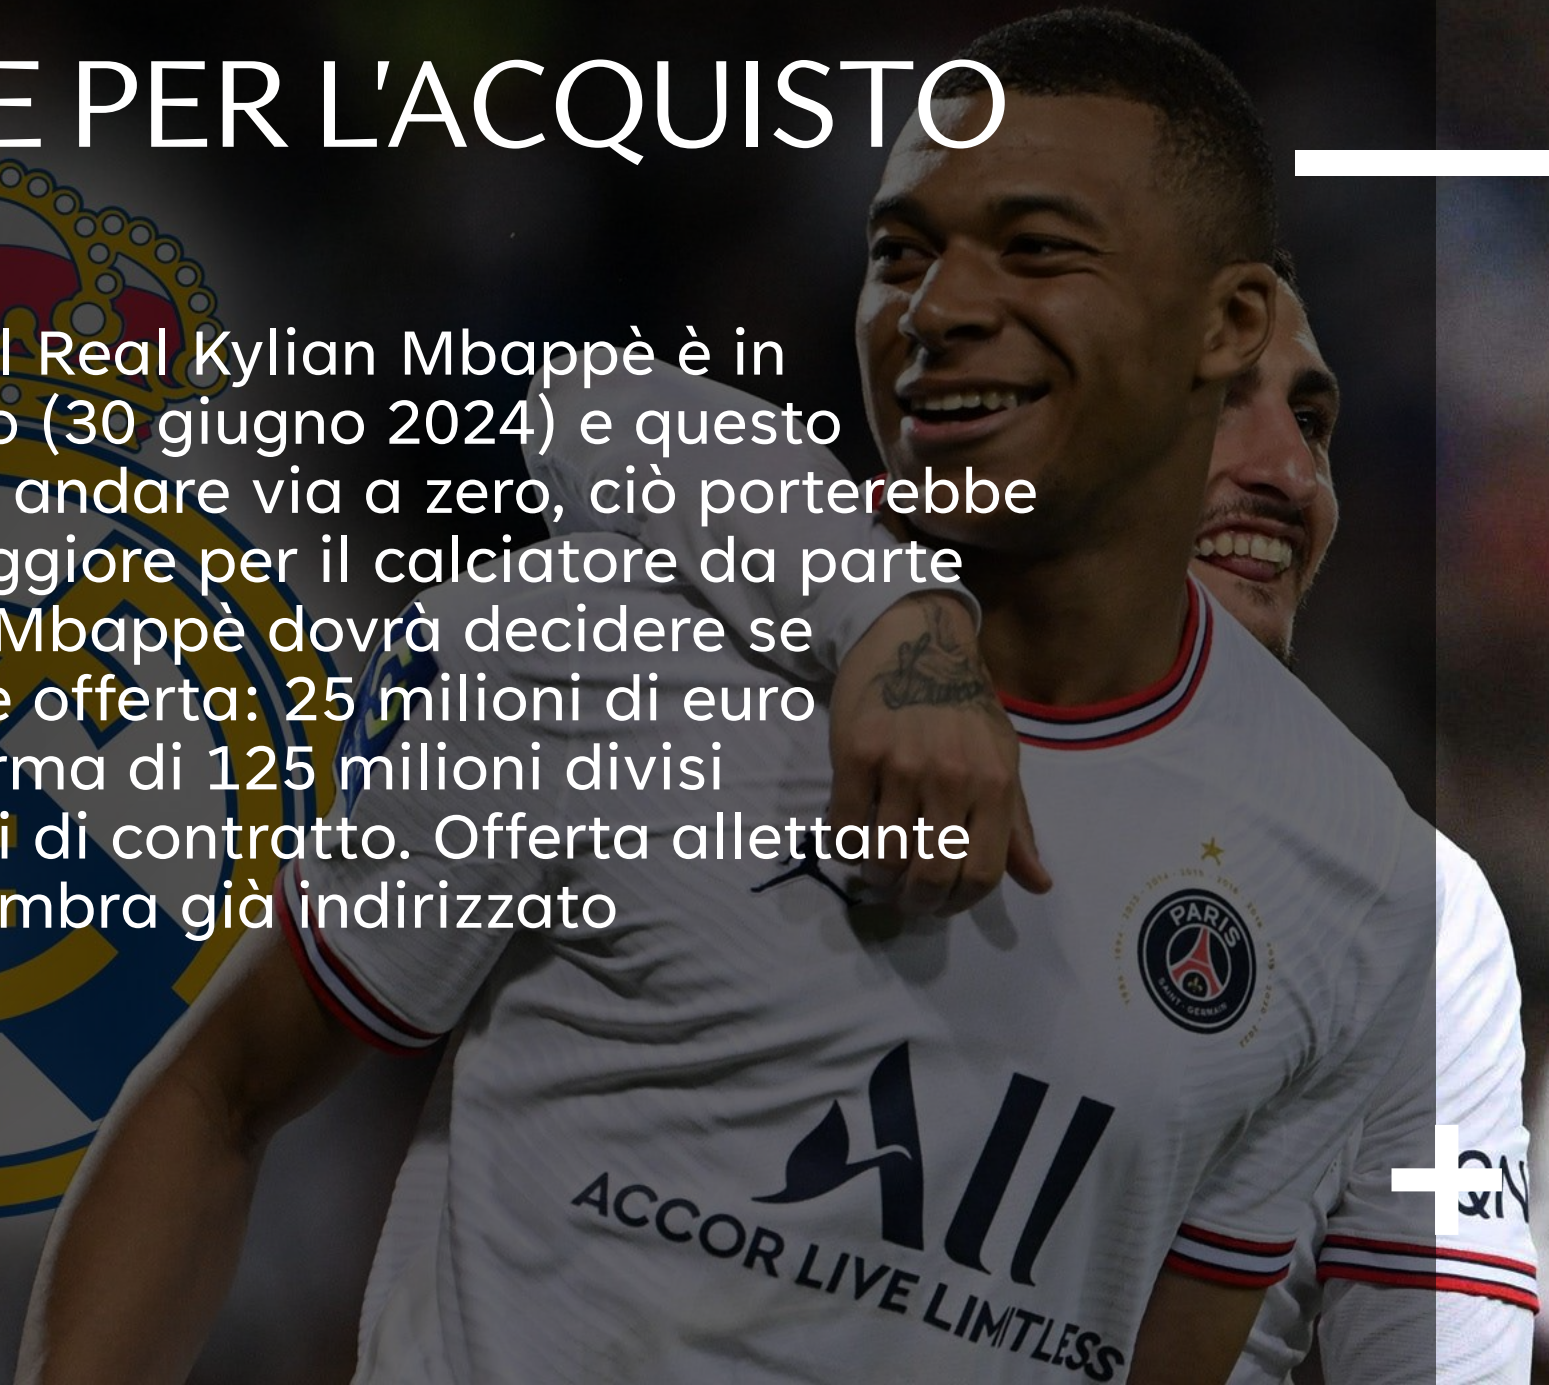 E PER L'ACQUISTO
l Real Kylian Mbappè è in
o (30 giugno 2024) e questo
andare via a zero, ciò porterebbe
ggiore per il calciatore da parte
Mbappè dovrà decidere se
e offerta: 25 milioni di euro
rma di 125 milioni divisi
i di contratto. Offerta allettante
mbra già indirizzato
PARIS
SAINT-GERMAIN
All
ACCOR LIVE LIMITLESS
QN